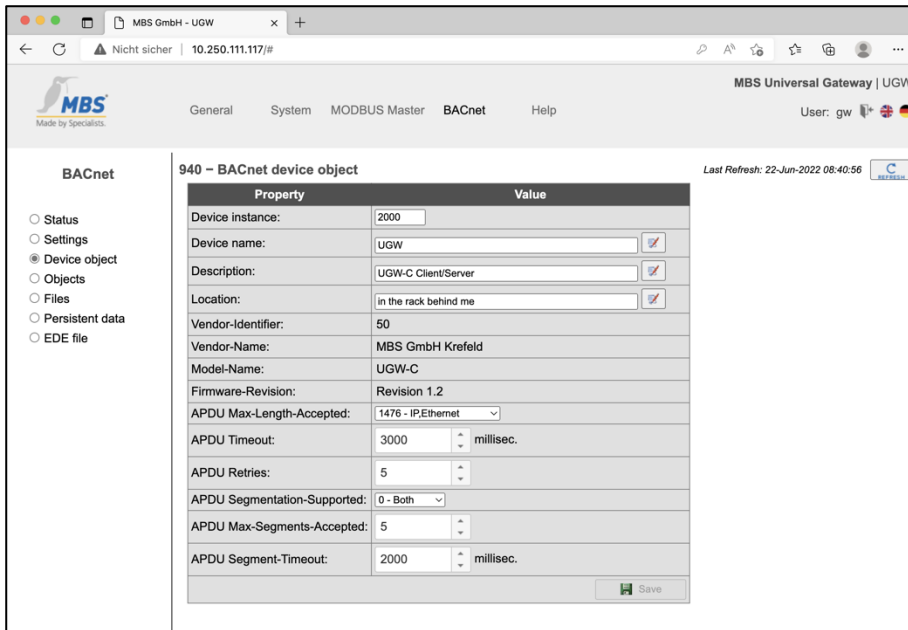 MBS GmbH - UGW
Nicht sicher | 10.250.111.117/#
MBS
Made by Specialists.
General System MODBUS Master BACnet Help
MBS Universal Gateway | UGW
User: gw
BACnet
Status
Settings
Device object
Objects
Files
Persistent data
EDE file
940 – BACnet device object
Last Refresh: 22-Jun-2022 08:40:56
REFRESH
Property Value
Device instance: 2000
Device name: UGW
Description: UGW-C Client/Server
Location: in the rack behind me
Vendor-Identifier: 50
Vendor-Name: MBS GmbH Krefeld
Model-Name: UGW-C
Firmware-Revision: Revision 1.2
APDU Max-Length-Accepted: 1476 - IP,Ethernet
APDU Timeout: 3000 millisec.
APDU Retries: 5
APDU Segmentation-Supported: 0 - Both
APDU Max-Segments-Accepted: 5
APDU Segment-Timeout: 2000 millisec.
Save